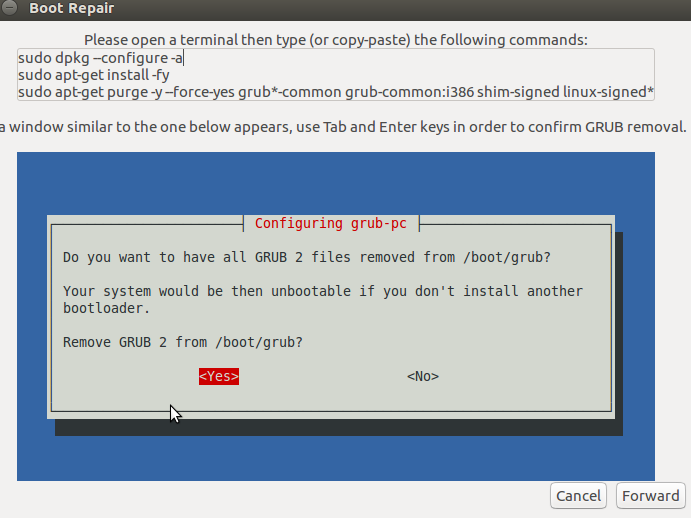 Boot Repair
Please open a terminal then type (or copy-paste) the following commands:
sudo dpkg --configure -a
sudo apt-get install -fy
sudo apt-get purge -y --force-yes grub*-common grub-common:i386 shim-signed linux-signed*
a window similar to the one below appears, use Tab and Enter keys in order to confirm GRUB removal.
Configuring grub-pc
Do you want to have all GRUB 2 files removed from /boot/grub?
Your system would be then unbootable if you don't install another
bootloader.
Remove GRUB 2 from /boot/grub?
<Yes> <No>
Cancel Forward